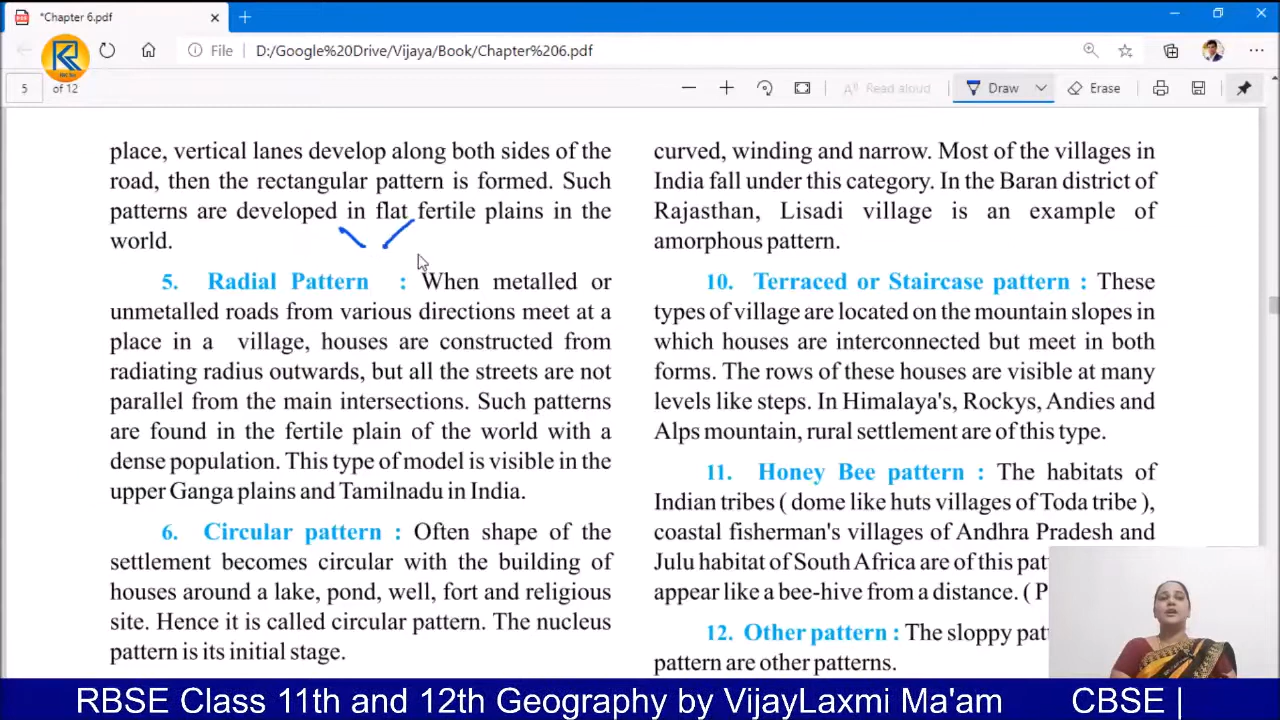 *Chapter 6.pdf
File
D:/Google%20Drive/Vijaya/Book/Chapter%206.pdf
5
of 12
Read aloud
Draw
Erase
place, vertical lanes develop along both sides of the
road, then the rectangular pattern is formed. Such
patterns are developed in flat fertile plains in the
world.
5. Radial Pattern : When metalled or
unmetalled roads from various directions meet at a
place in a village, houses are constructed from
radiating radius outwards, but all the streets are not
parallel from the main intersections. Such patterns
are found in the fertile plain of the world with a
dense population. This type of model is visible in the
upper Ganga plains and Tamilnadu in India.
6. Circular pattern : Often shape of the
settlement becomes circular with the building of
houses around a lake, pond, well, fort and religious
site. Hence it is called circular pattern. The nucleus
pattern is its initial stage.
curved, winding and narrow. Most of the villages in
India fall under this category. In the Baran district of
Rajasthan, Lisadi village is an example of
amorphous pattern.
10. Terraced or Staircase pattern : These
types of village are located on the mountain slopes in
which houses are interconnected but meet in both
forms. The rows of these houses are visible at many
levels like steps. In Himalaya's, Rockys, Andies and
Alps mountain, rural settlement are of this type.
11. Honey Bee pattern : The habitats of
Indian tribes ( dome like huts villages of Toda tribe ),
coastal fisherman's villages of Andhra Pradesh and
Julu habitat of South Africa are of this pat
appear like a bee-hive from a distance. ( P
12. Other pattern : The sloppy pat
pattern are other patterns.
RBSE Class 11th and 12th Geography by VijayLaxmi Ma'am CBSE |